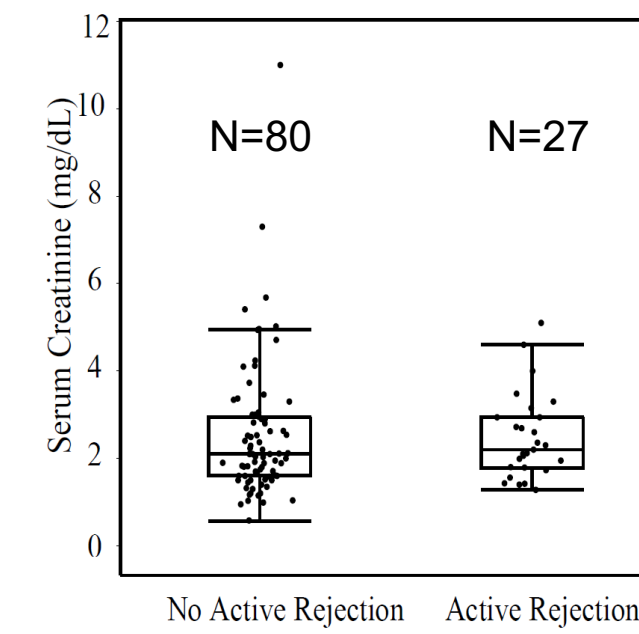 Serum Creatinine (mg/dL)
12
10
8
6
4
2
0
N=80
N=27
No Active Rejection
Active Rejection